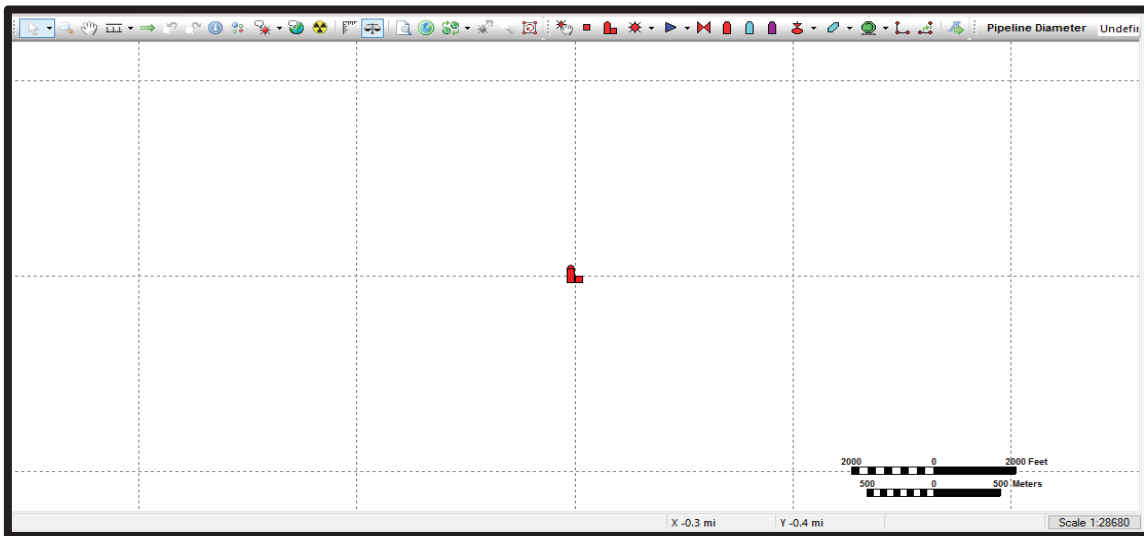 Pipeline Diameter Undefir
2000 0 2000 Feet
500 0 500 Meters
X -0.3 mi Y -0.4 mi Scale 1:28680